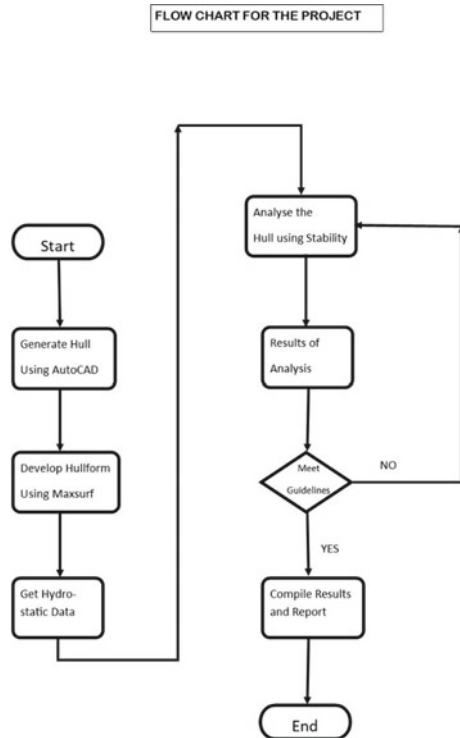 FLOW CHART FOR THE PROJECT
Start
Generate Hull
Using AutoCAD
Develop Hullform
Using Maxsurf
Get Hydro-
static Data
Analyse the
Hull using Stability
Results of
Analysis
Meet
Guidelines
NO
YES
Compile Results
and Report
End